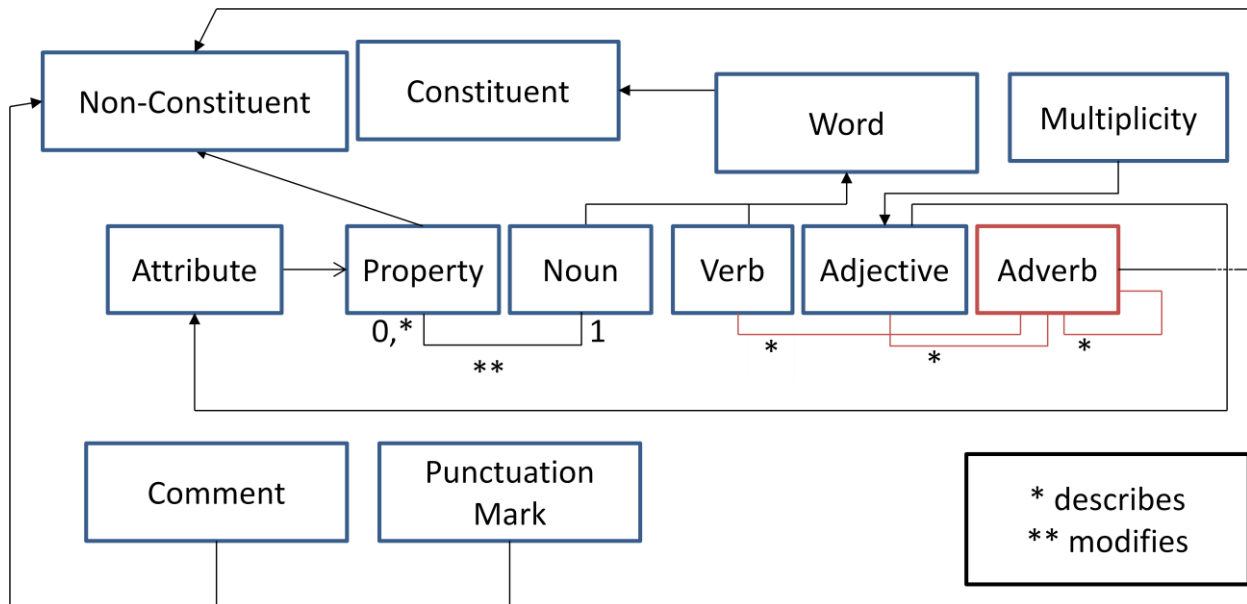 Non-Constituent
Constituent
Word
Multiplicity
Attribute
Property
Noun
Verb
Adjective
Adverb
0,*
1
**
*
*
*
Comment
Punctuation
Mark
* describes
** modifies